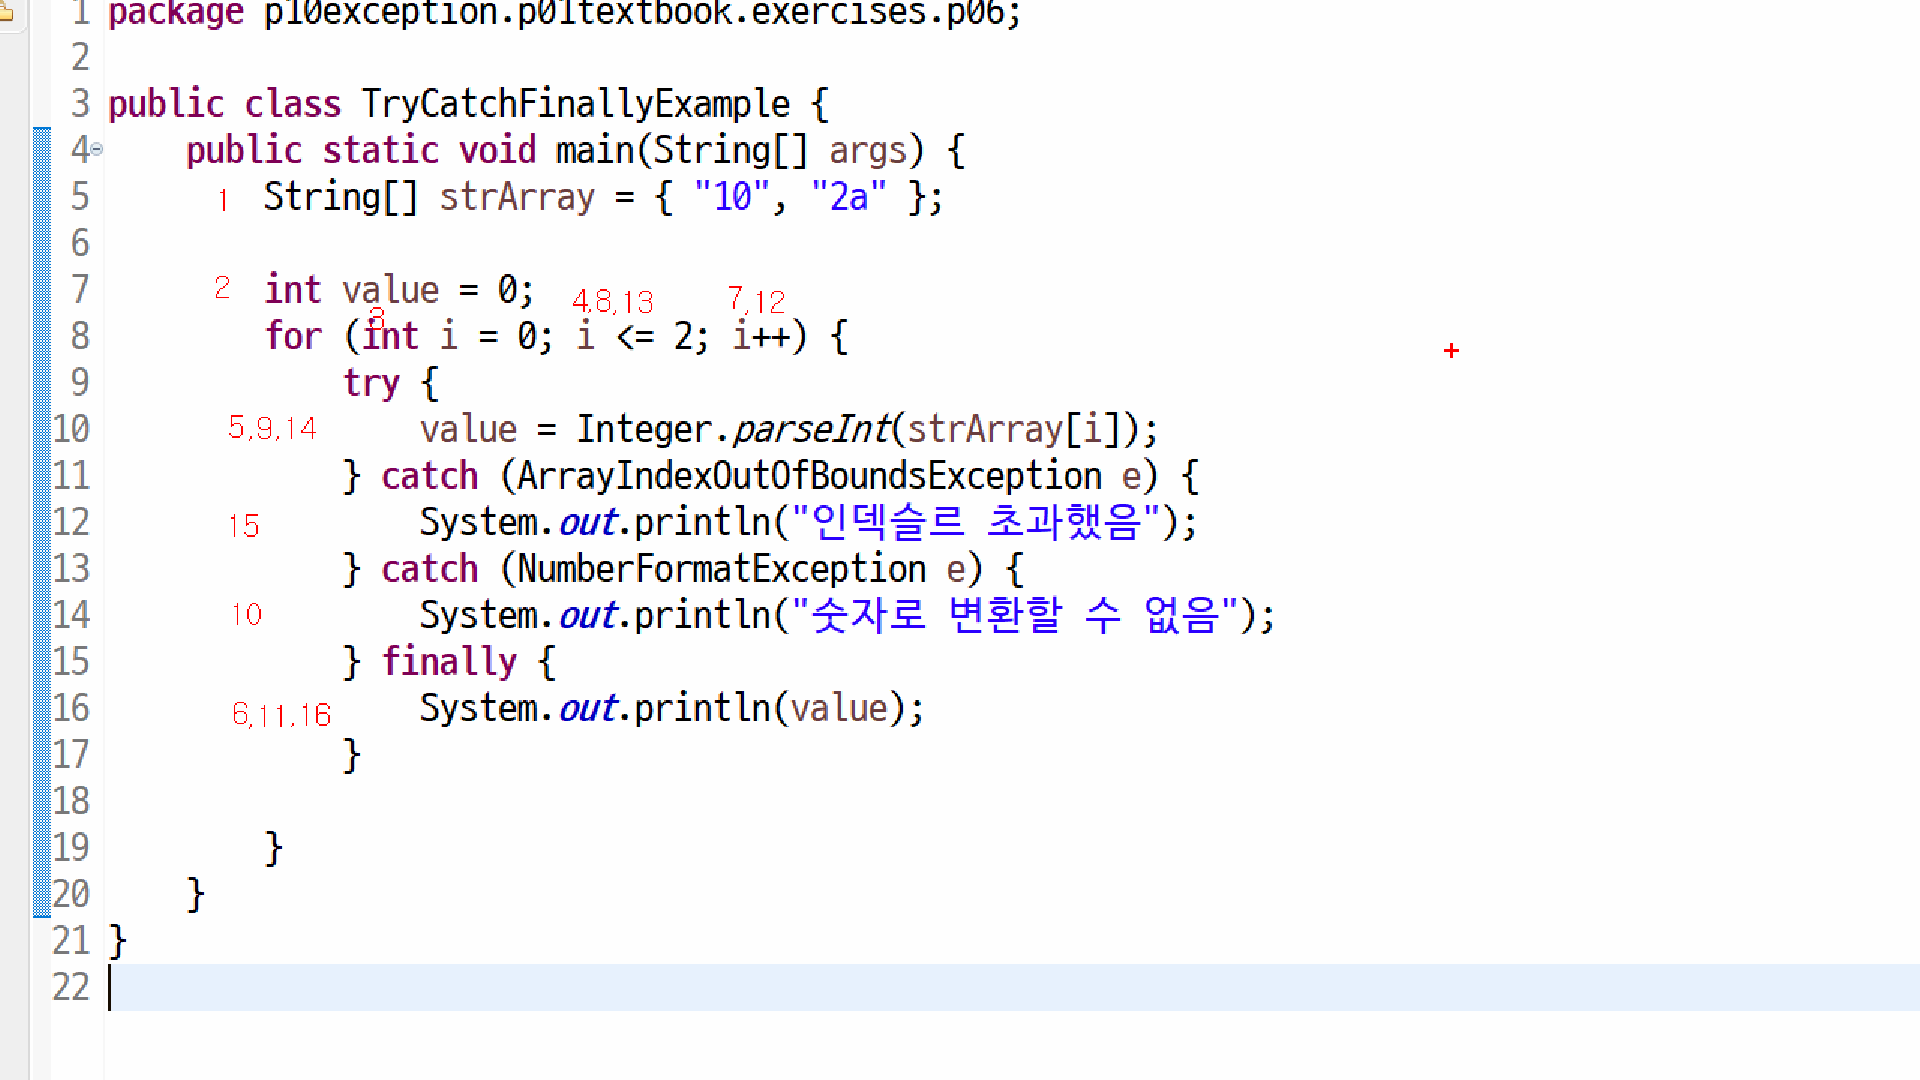 1 package p10exception.p01textbook.exercises.p06;
2
3 public class TryCatchFinallyExample {
4 public static void main(String[] args) {
5 1 String[] strArray = { "10", "2a" };
6
7 2 int value = 0;
3 4,8,13 7,12
8 for (int i = 0; i <= 2; i++) {
9 try {
10 5,9,14 value = Integer.parseInt(strArray[i]);
11 } catch (ArrayIndexOutOfBoundsException e) {
12 15 System.out.println("인덱슬르 초과했음");
13 } catch (NumberFormatException e) {
14 10 System.out.println("숫자로 변환할 수 없음");
15 } finally {
16 6,11,16 System.out.println(value);
17 }
18
19 }
20 }
21 }
22